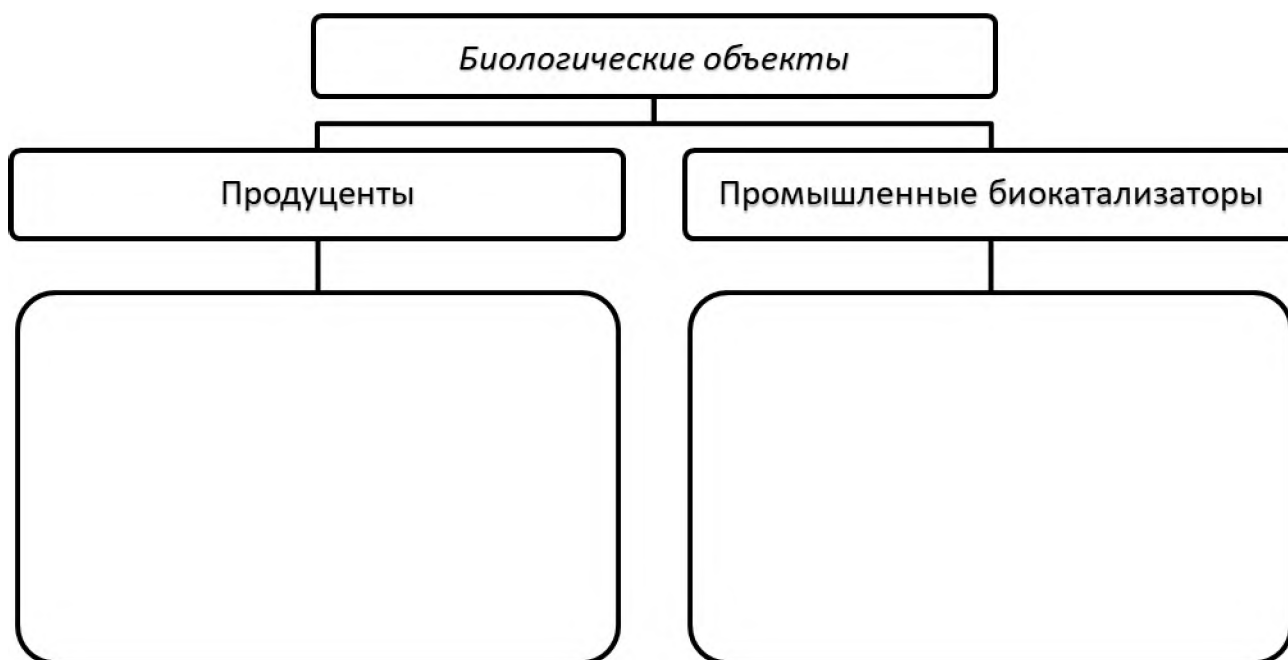 Биологические объекты
Продуценты
Промышленные биокатализаторы